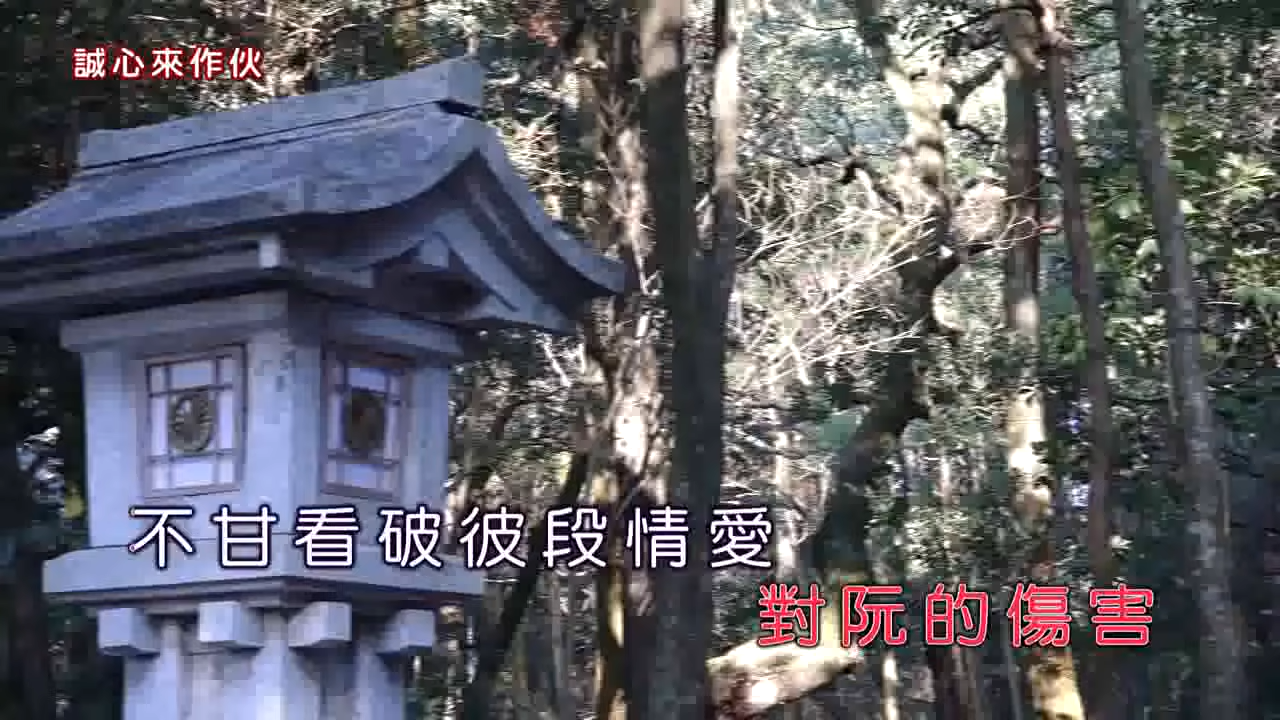 誠心來作伙
不甘看破彼段情愛
對阮的傷害